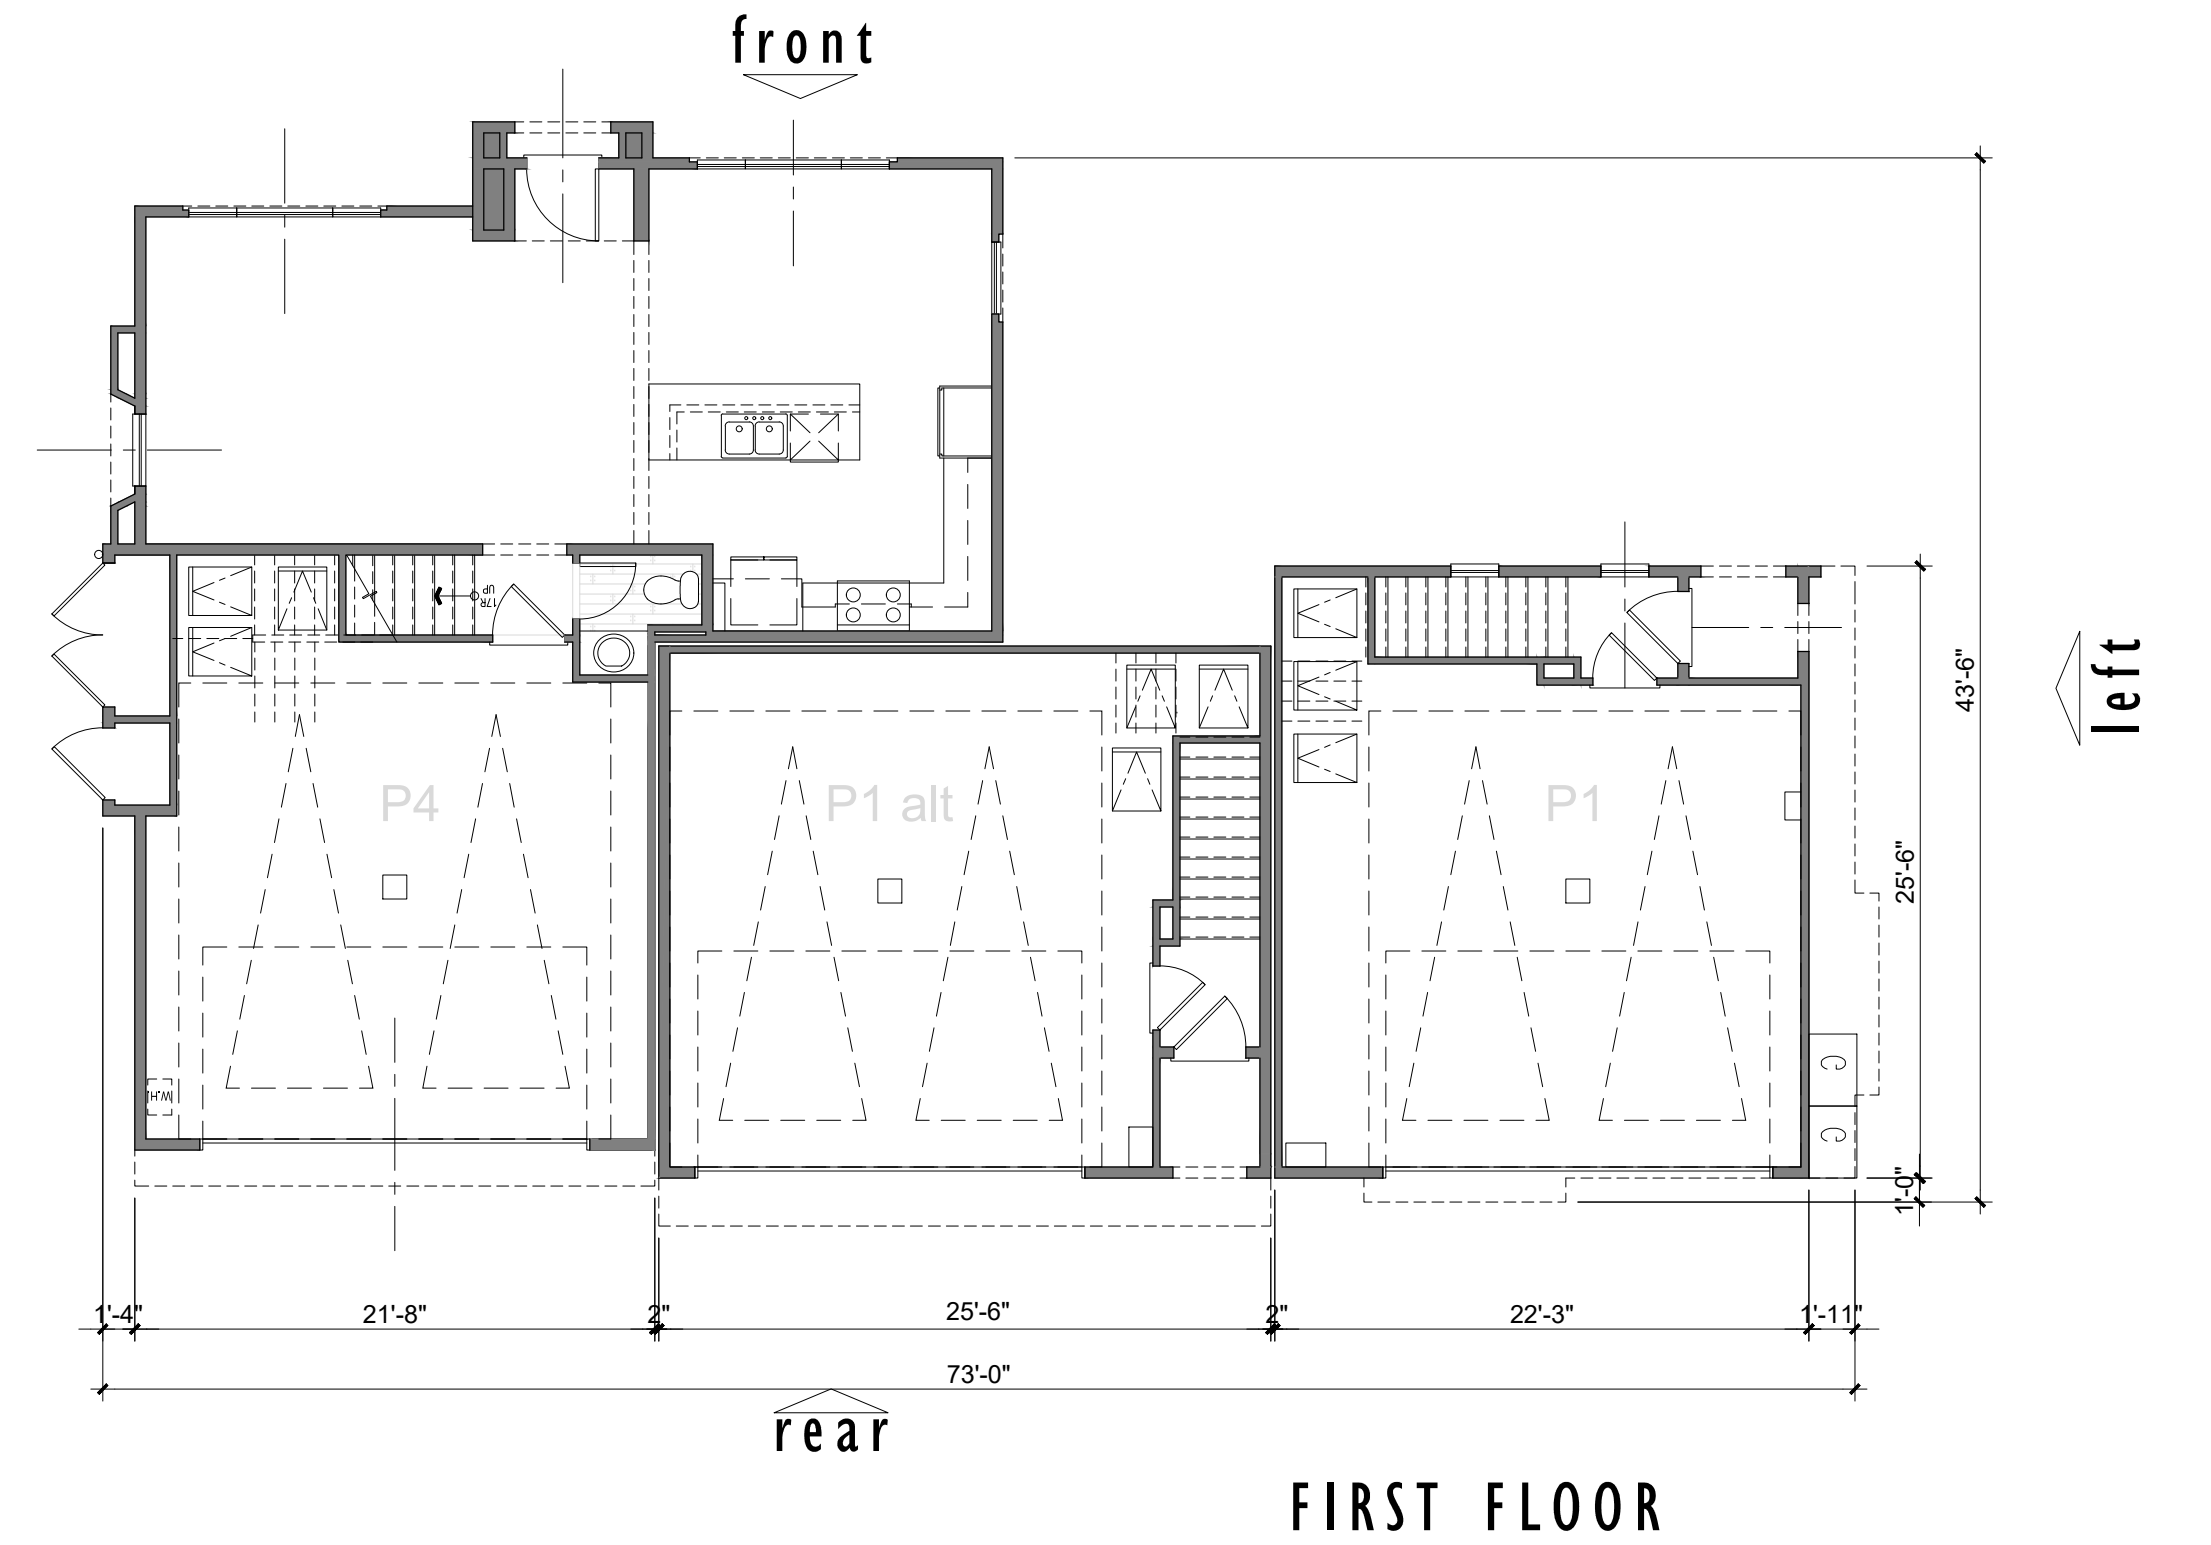 front
17R
UP
left
43'-6"
P4
P1 alt
P1
25'-6"
C
W.H.
C
1'-0"
1'-4"
21'-8"
2"
25'-6"
2"
22'-3"
1'-11"
73'-0"
rear
FIRST FLOOR